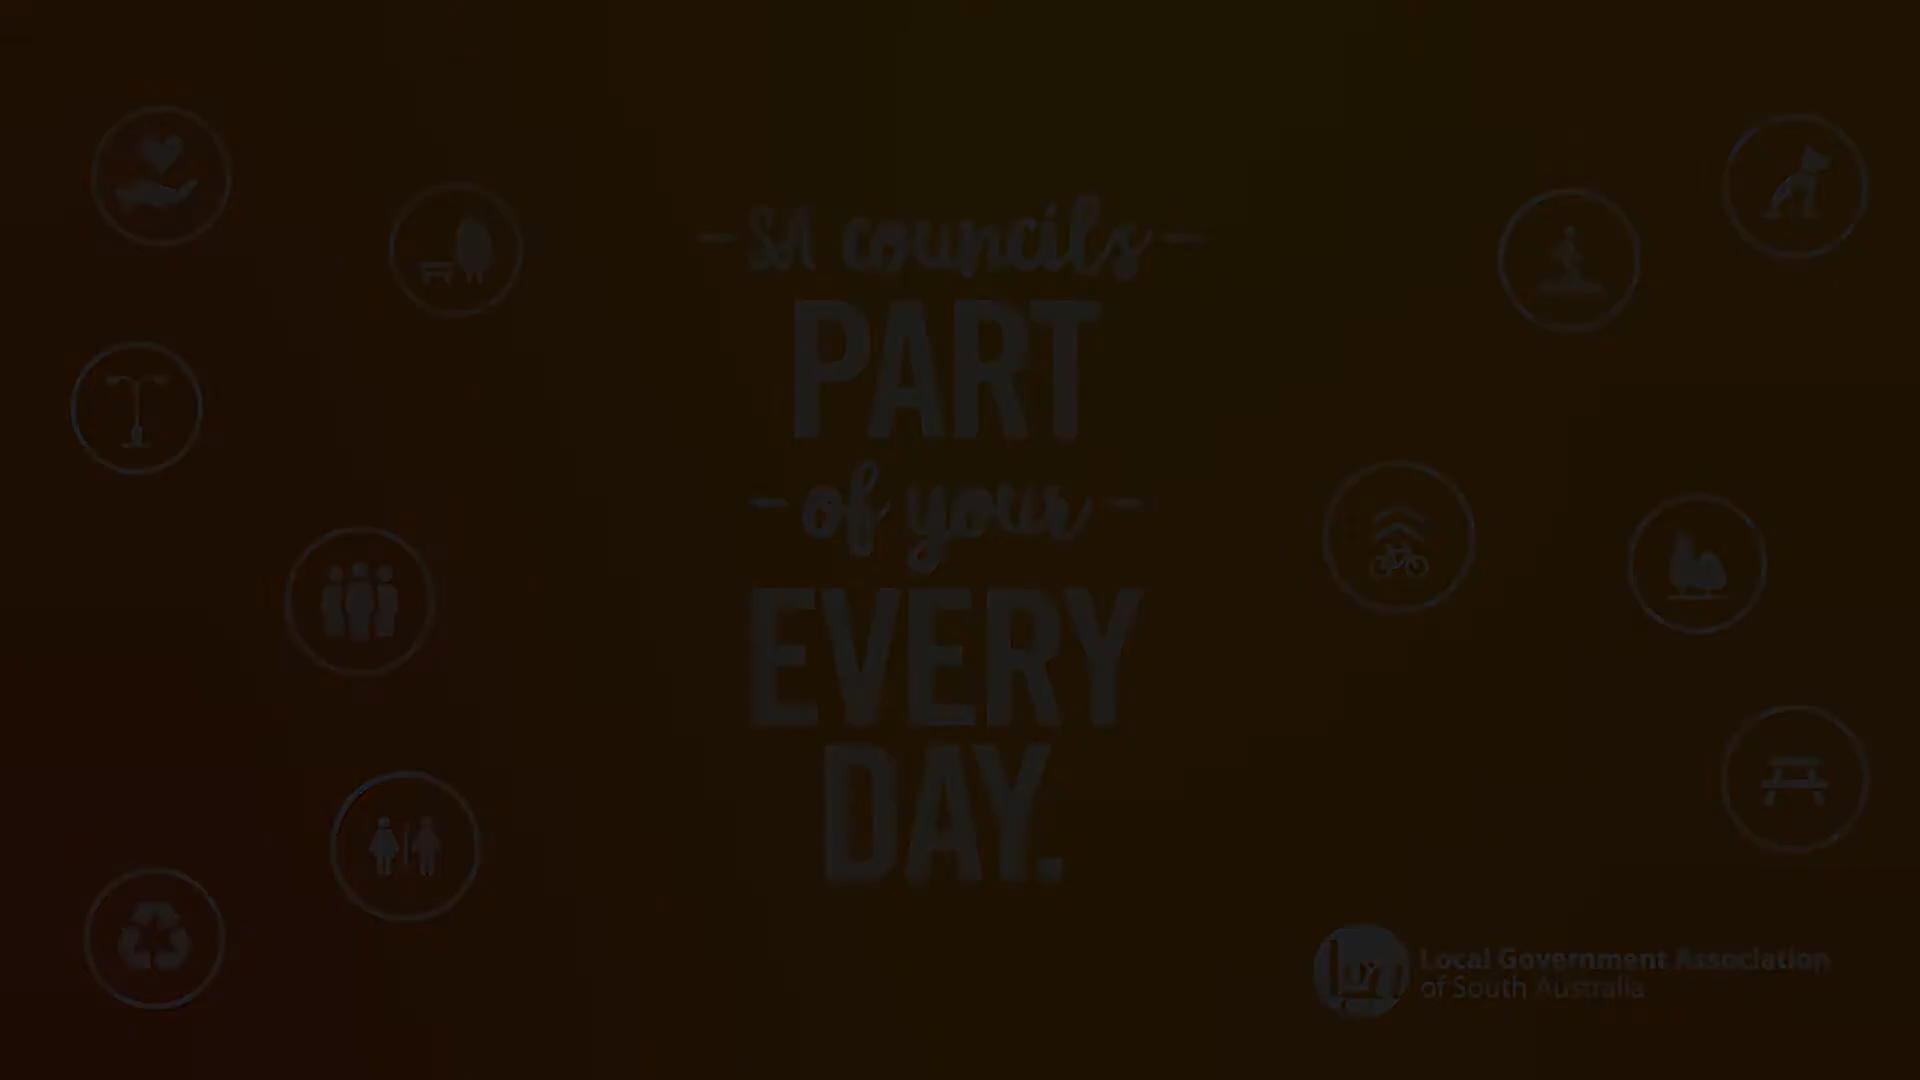 - SA councils -
PART
- of your -
EVERY
DAY.
Local Government Association
of South Australia